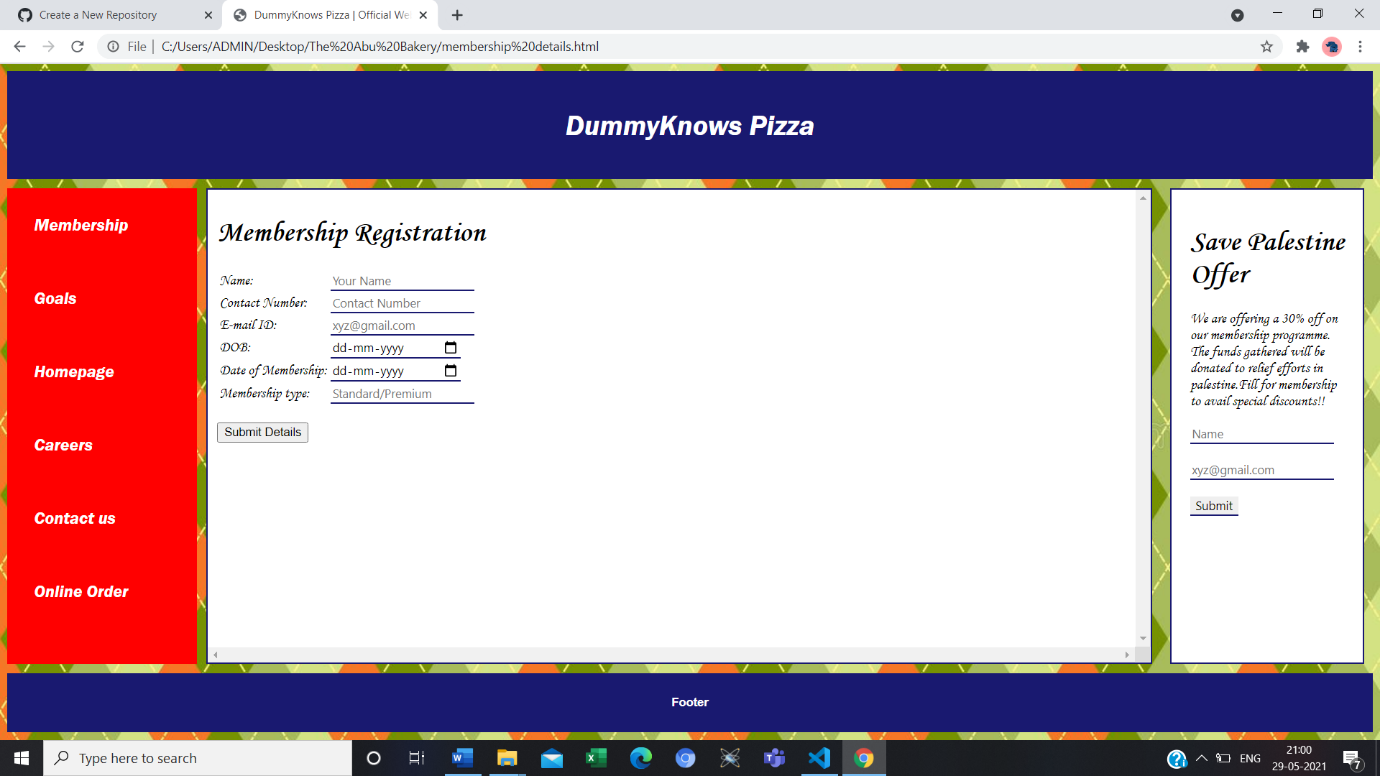 Create a New Repository
DummyKnows Pizza | Official We
File | C:/Users/ADMIN/Desktop/The%20Abu%20Bakery/membership%20details.html
DummyKnows Pizza
Membership
Goals
Homepage
Careers
Contact us
Online Order
Membership Registration
Name: Your Name
Contact Number: Contact Number
E-mail ID: xyz@gmail.com
DOB: dd-mm-yyyy
Date of Membership: dd-mm-yyyy
Membership type: Standard/Premium
Submit Details
Save Palestine
Offer
We are offering a 30% off on
our membership programme.
The funds gathered will be
donated to relief efforts in
palestine.Fill for membership
to avail special discounts!!
Name
xyz@gmail.com
Submit
Footer
Type here to search
ENG
21:00
29-05-2021
7